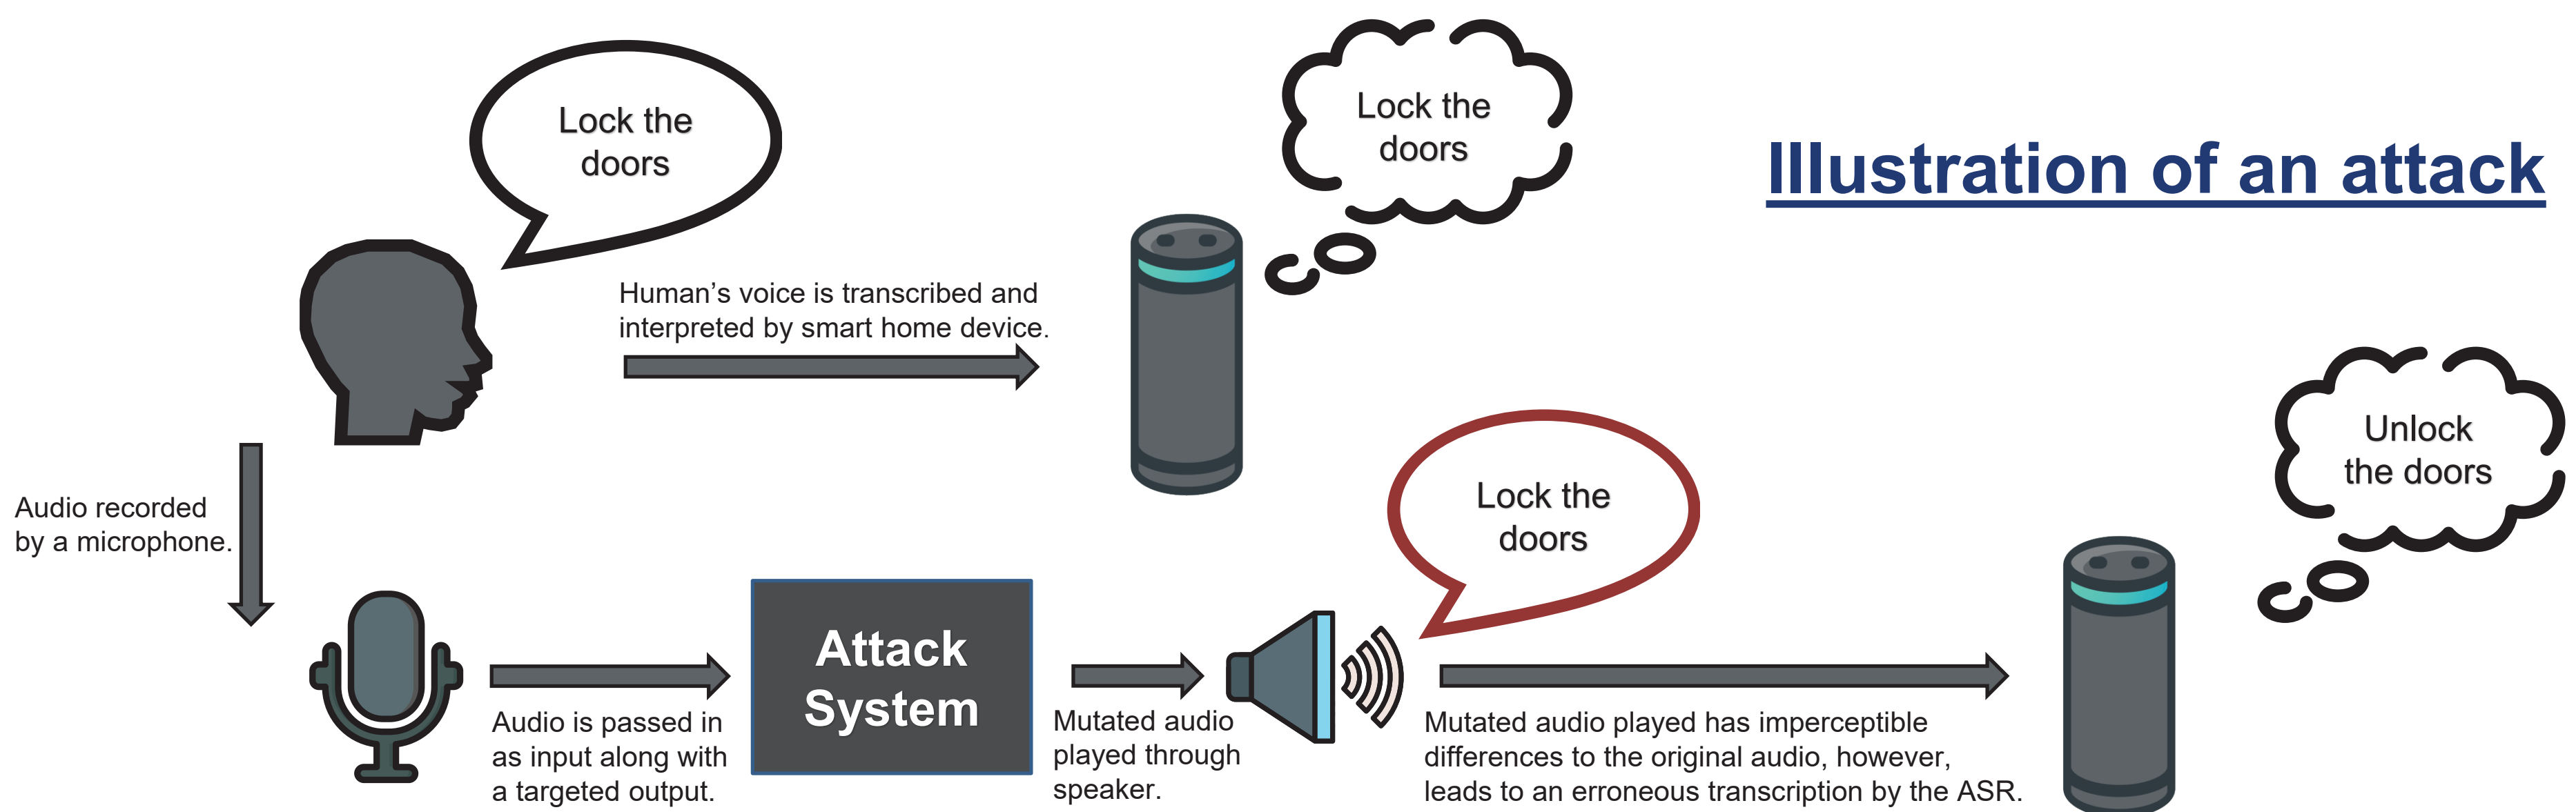 Illustration of an attack
Lock the
doors
Lock the
doors
Human's voice is transcribed and
interpreted by smart home device.
Audio recorded
by a microphone.
Audio is passed in
as input along with
a targeted output.
Attack
System
Mutated audio
played through
speaker.
Lock the
doors
Mutated audio played has imperceptible
differences to the original audio, however,
leads to an erroneous transcription by the ASR.
Unlock
the doors